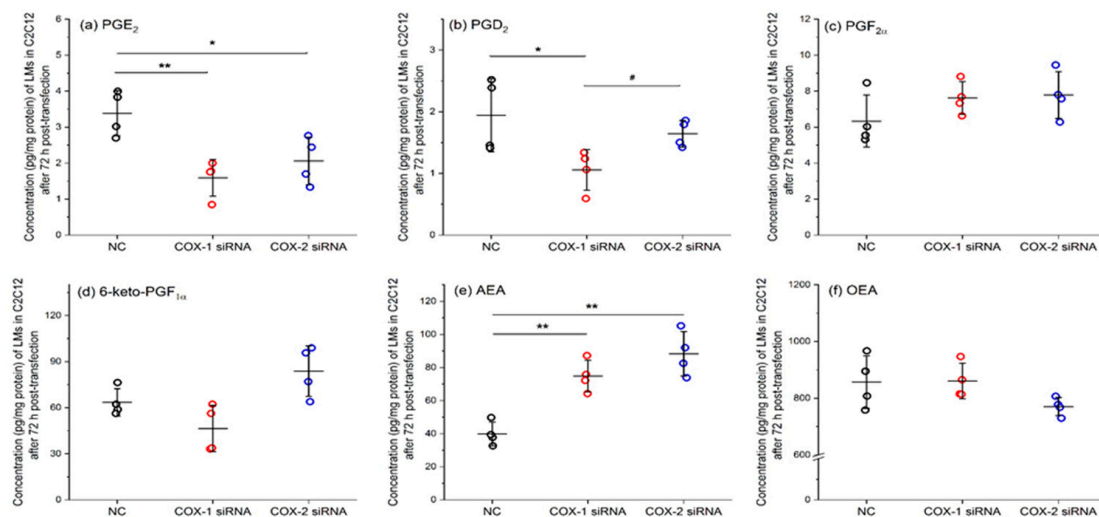 (a) PGE2
Concentration (pg/mg protein) of LMs in C2C12
after 72 h post-transfection
6
5
4
3
2
1
0
*
**
NC
COX-1 siRNA
COX-2 siRNA
(b) PGD2
Concentration (pg/mg protein) of LMs in C2C12
after 72 h post-transfection
3
2
1
0
*
#
NC
COX-1 siRNA
COX-2 siRNA
(c) PGF2α
Concentration (pg/mg protein) of LMs in C2C12
after 72 h post-transfection
12
10
8
6
4
2
0
NC
COX-1 siRNA
COX-2 siRNA
(d) 6-keto-PGF1α
Concentration (pg/mg protein) of LMs in C2C12
after 72 h post-transfection
120
90
60
30
0
NC
COX-1 siRNA
COX-2 siRNA
(e) AEA
Concentration (pg/mg protein) of LMs in C2C12
after 72 h post-transfection
120
100
80
60
40
20
0
**
**
NC
COX-1 siRNA
COX-2 siRNA
(f) OEA
Concentration (pg/mg protein) of LMs in C2C12
after 72 h post-transfection
1200
1000
800
600
0
NC
COX-1 siRNA
COX-2 siRNA